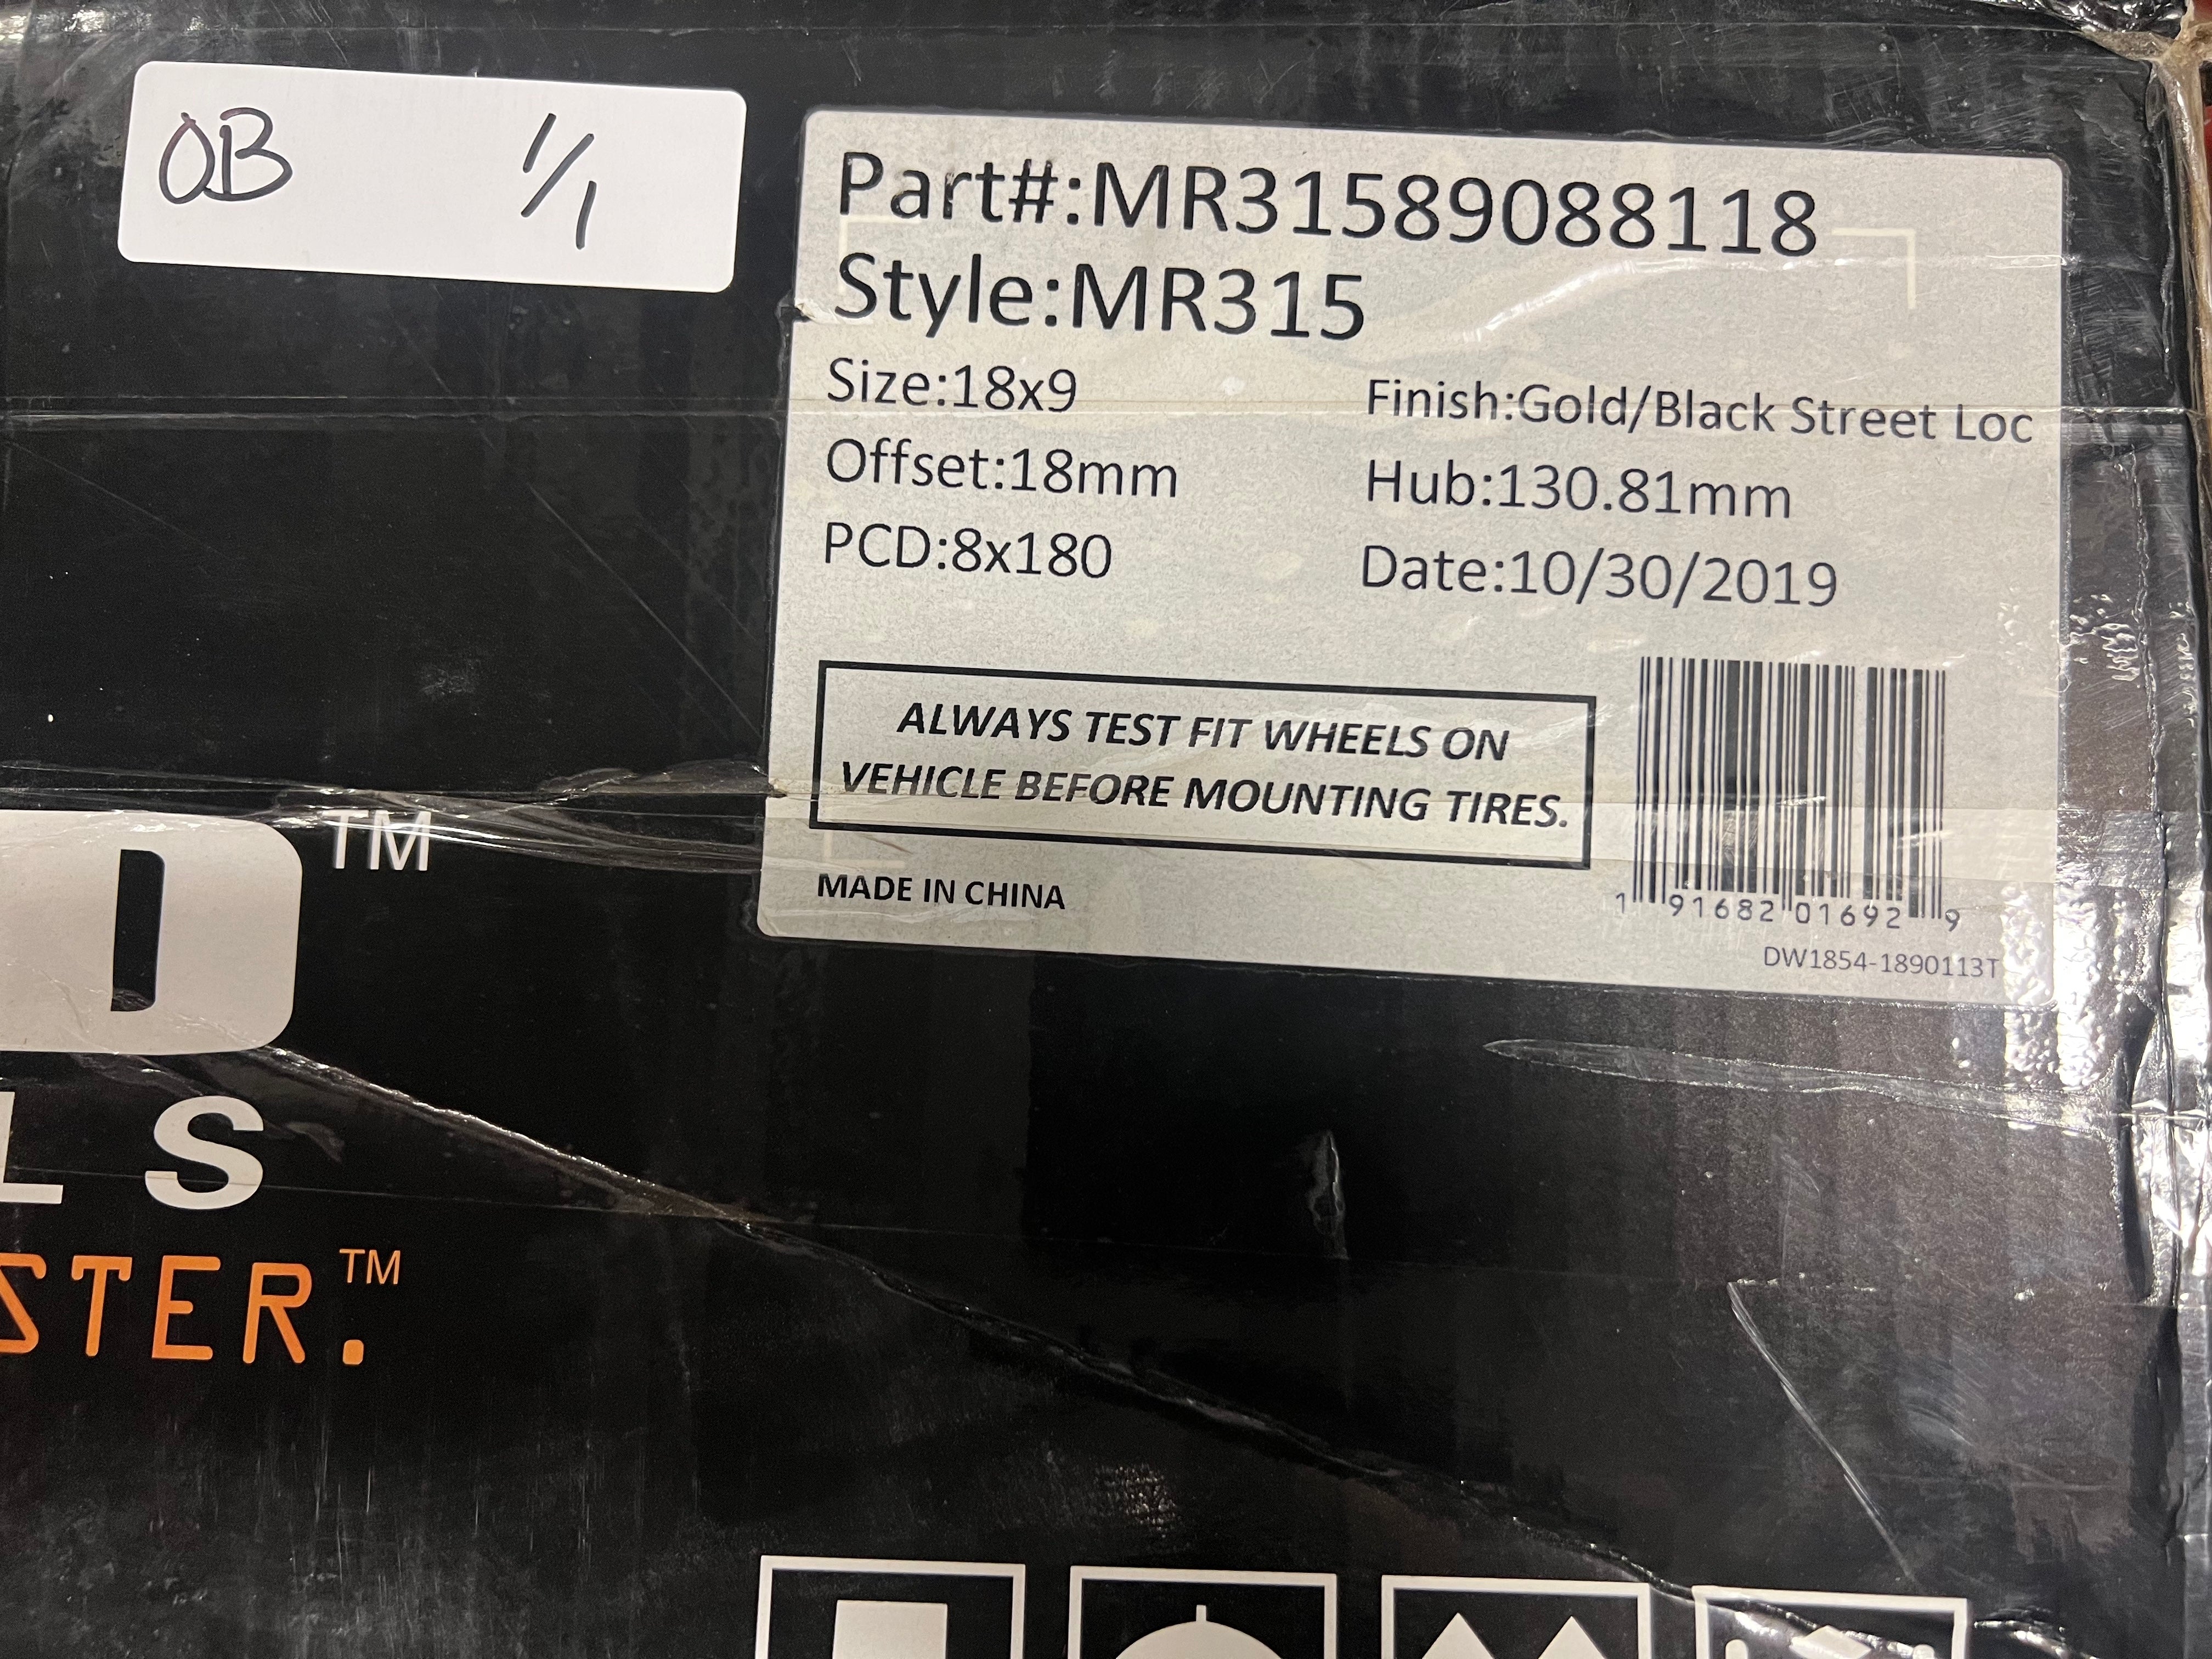 OB 1/1
Part#:MR31589088118
Style:MR315
Size:18x9 Finish:Gold/Black Street Loc
Offset:18mm Hub:130.81mm
PCD:8x180 Date:10/30/2019
ALWAYS TEST FIT WHEELS ON
VEHICLE BEFORE MOUNTING TIRES.
MADE IN CHINA
1 91682 01692 9
DW1854-1890113T
D™
LS
STER.™